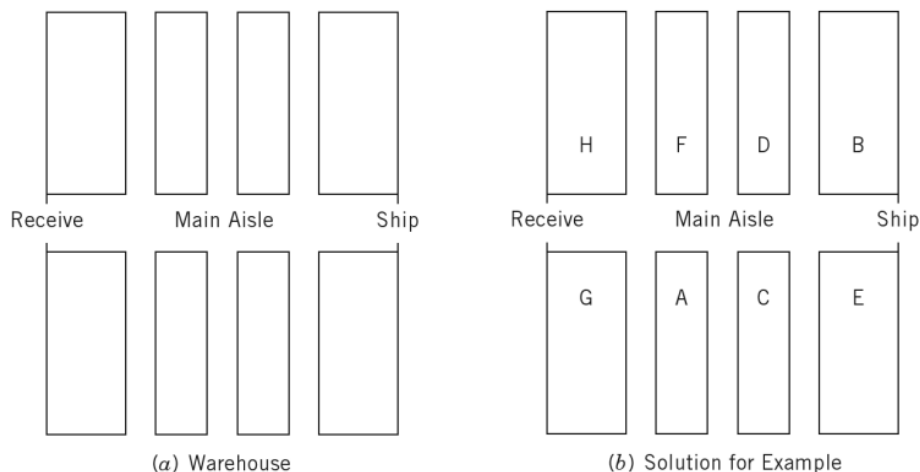 Receive Main Aisle Ship
(a) Warehouse
H F D B
Receive Main Aisle Ship
G A C E
(b) Solution for Example